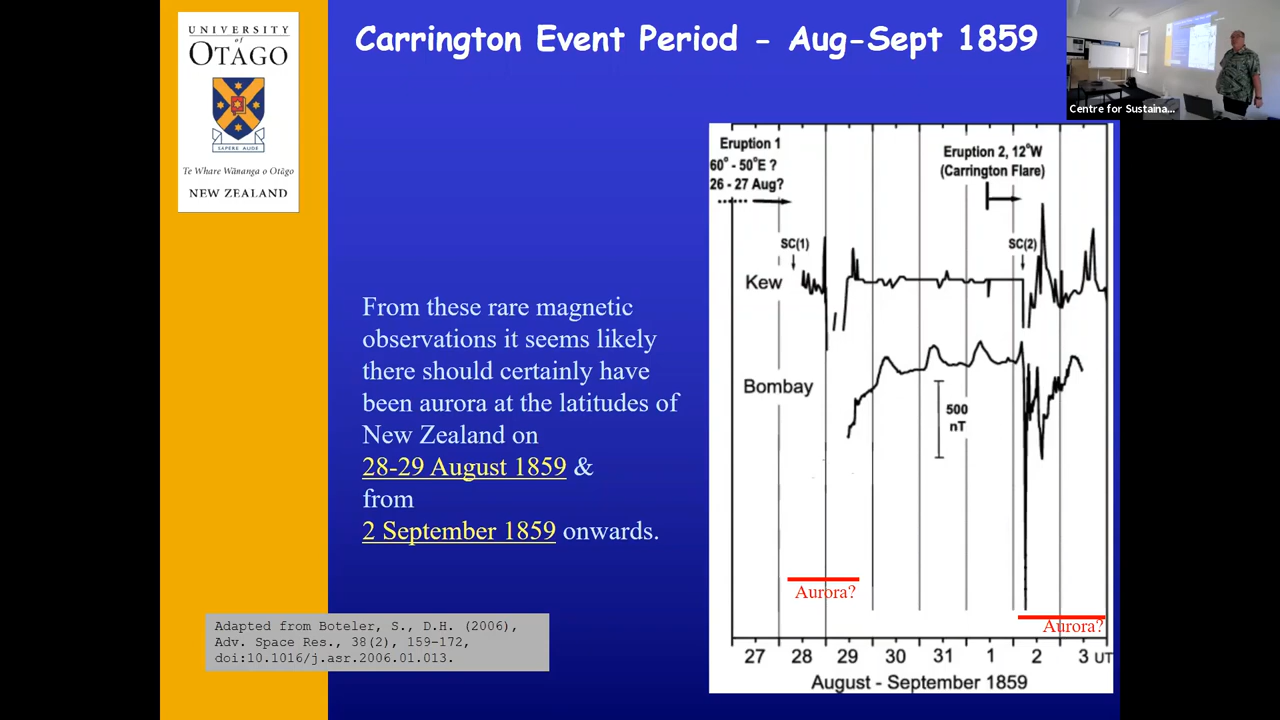 UNIVERSITY
of
OTAGO
SAPERE AUDE
Te Whare Wānanga o Otāgo
NEW ZEALAND
Carrington Event Period - Aug-Sept 1859
Centre for Sustaina...
From these rare magnetic
observations it seems likely
there should certainly have
been aurora at the latitudes of
New Zealand on
28-29 August 1859 &
from
2 September 1859 onwards.
Adapted from Boteler, S., D.H. (2006),
Adv. Space Res., 38(2), 159–172,
doi:10.1016/j.asr.2006.01.013.
Eruption 1
60° - 50°E ?
26 - 27 Aug?
Eruption 2, 12°W
(Carrington Flare)
SC(1)
SC(2)
Kew
Bombay
500
nT
Aurora?
Aurora?
27 28 29 30 31 1 2 3 UT
August - September 1859